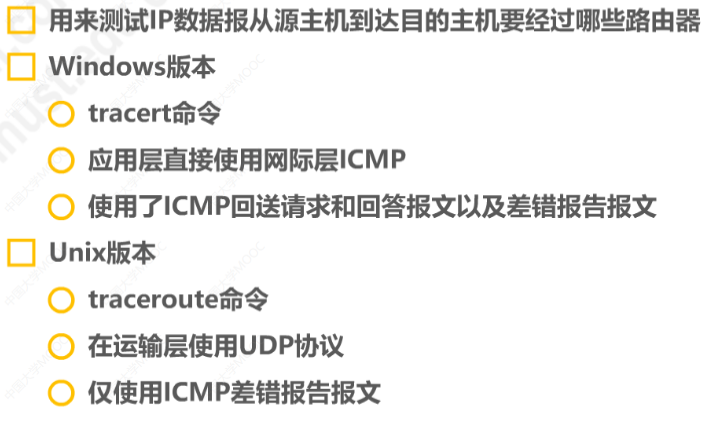 用来测试IP数据报从源主机到达目的主机要经过哪些路由器
Windows版本
tracert命令
应用层直接使用网际层ICMP
使用了ICMP回送请求和回答报文以及差错报告报文
Unix版本
traceroute命令
在运输层使用UDP协议
仅使用ICMP差错报告报文